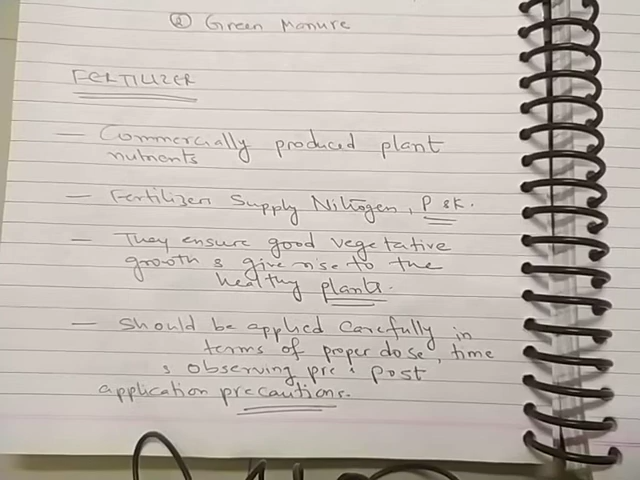 ② Green Manure
FERTILIZER
— Commercially produced plant
nutrients
— Fertilizers Supply Nitrogen, P & K.
— They ensure good vegetative
growth & give rise to the
healthy plants.
— Should be applied carefully in
terms of proper dose, time
& observing pre & post
application precautions.